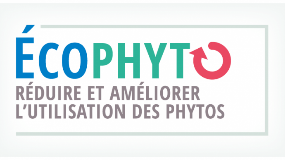 ÉCOPHYTO
RÉDUIRE ET AMÉLIORER
L'UTILISATION DES PHYTOS